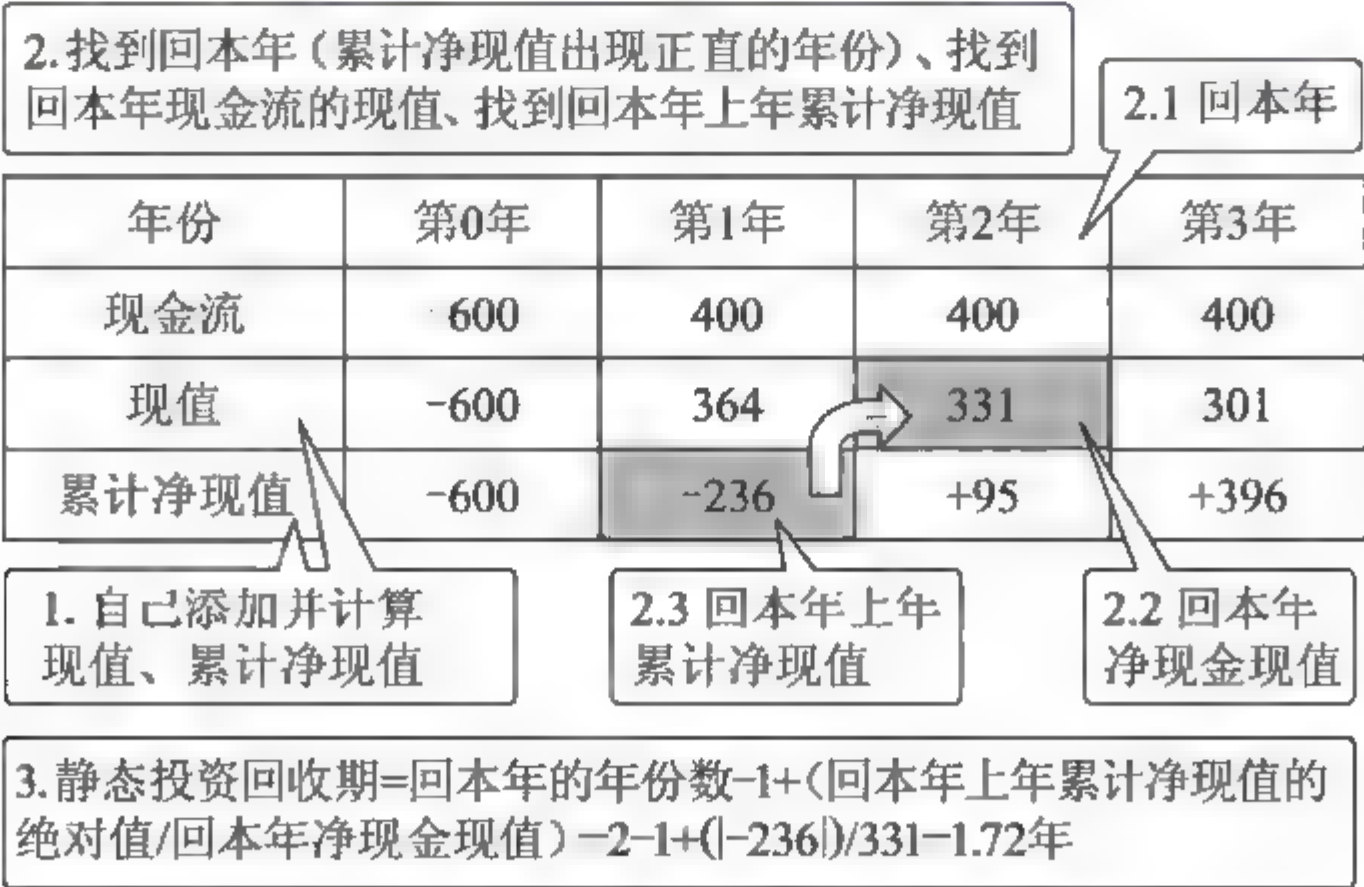 2.找到回本年(累计净现值出现正直的年份)、找到
回本年现金流的现值、找到回本年上年累计净现值
2.1 回本年
年份 第0年 第1年 第2年 第3年
现金流 -600 400 400 400
现值 -600 364 331 301
累计净现值 -600 -236 +95 +396
1. 自己添加并计算
现值、累计净现值
2.3 回本年上年
累计净现值
2.2 回本年
净现金现值
3.静态投资回收期=回本年的年份数-1+(回本年上年累计净现值的
绝对值/回本年净现金现值)=2-1+(|-236|)/331=1.72年